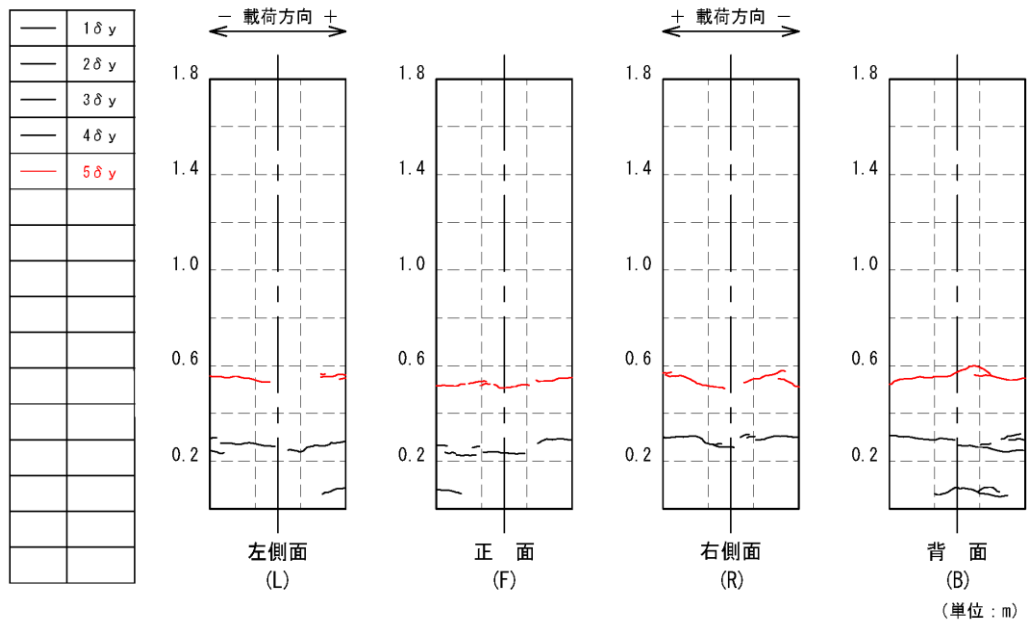 1δy
2δy
3δy
4δy
5δy
− 載荷方向 +
+ 載荷方向 −
1.8 1.8 1.8 1.8
1.4 1.4 1.4 1.4
1.0 1.0 1.0 1.0
0.6 0.6 0.6 0.6
0.2 0.2 0.2 0.2
左側面 正 面 右側面 背 面
(L) (F) (R) (B)
(単位:m)